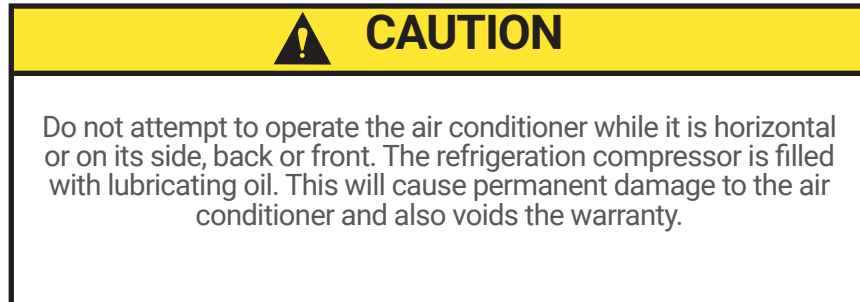 CAUTION
Do not attempt to operate the air conditioner while it is horizontal
or on its side, back or front. The refrigeration compressor is filled
with lubricating oil. This will cause permanent damage to the air
conditioner and also voids the warranty.